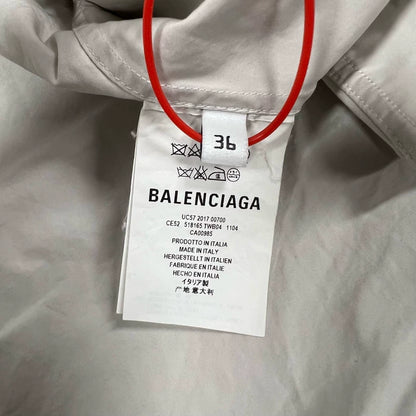 36
BALENCIAGA
UC57 2017 00700
CE52 518165 TWB04 1104
CA00985
PRODOTTO IN ITALIA
MADE IN ITALY
HERGESTELLT IN ITALIEN
FABRIQUE EN ITALIE
HECHO EN ITALIA
イタリア製
产地意大利